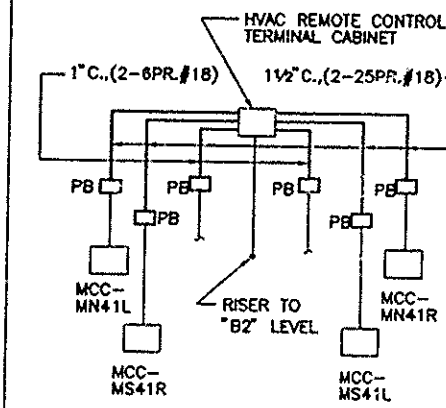 HVAC REMOTE CONTROL
TERMINAL CABINET
1"C.,(2-6PR.#18)
1½"C.,(2-25PR.#18)
PB
PB
PB
PB
PB
PB
MCC-
MN41L
MCC-
MN41R
RISER TO
"B2" LEVEL
MCC-
MS41R
MCC-
MS41L